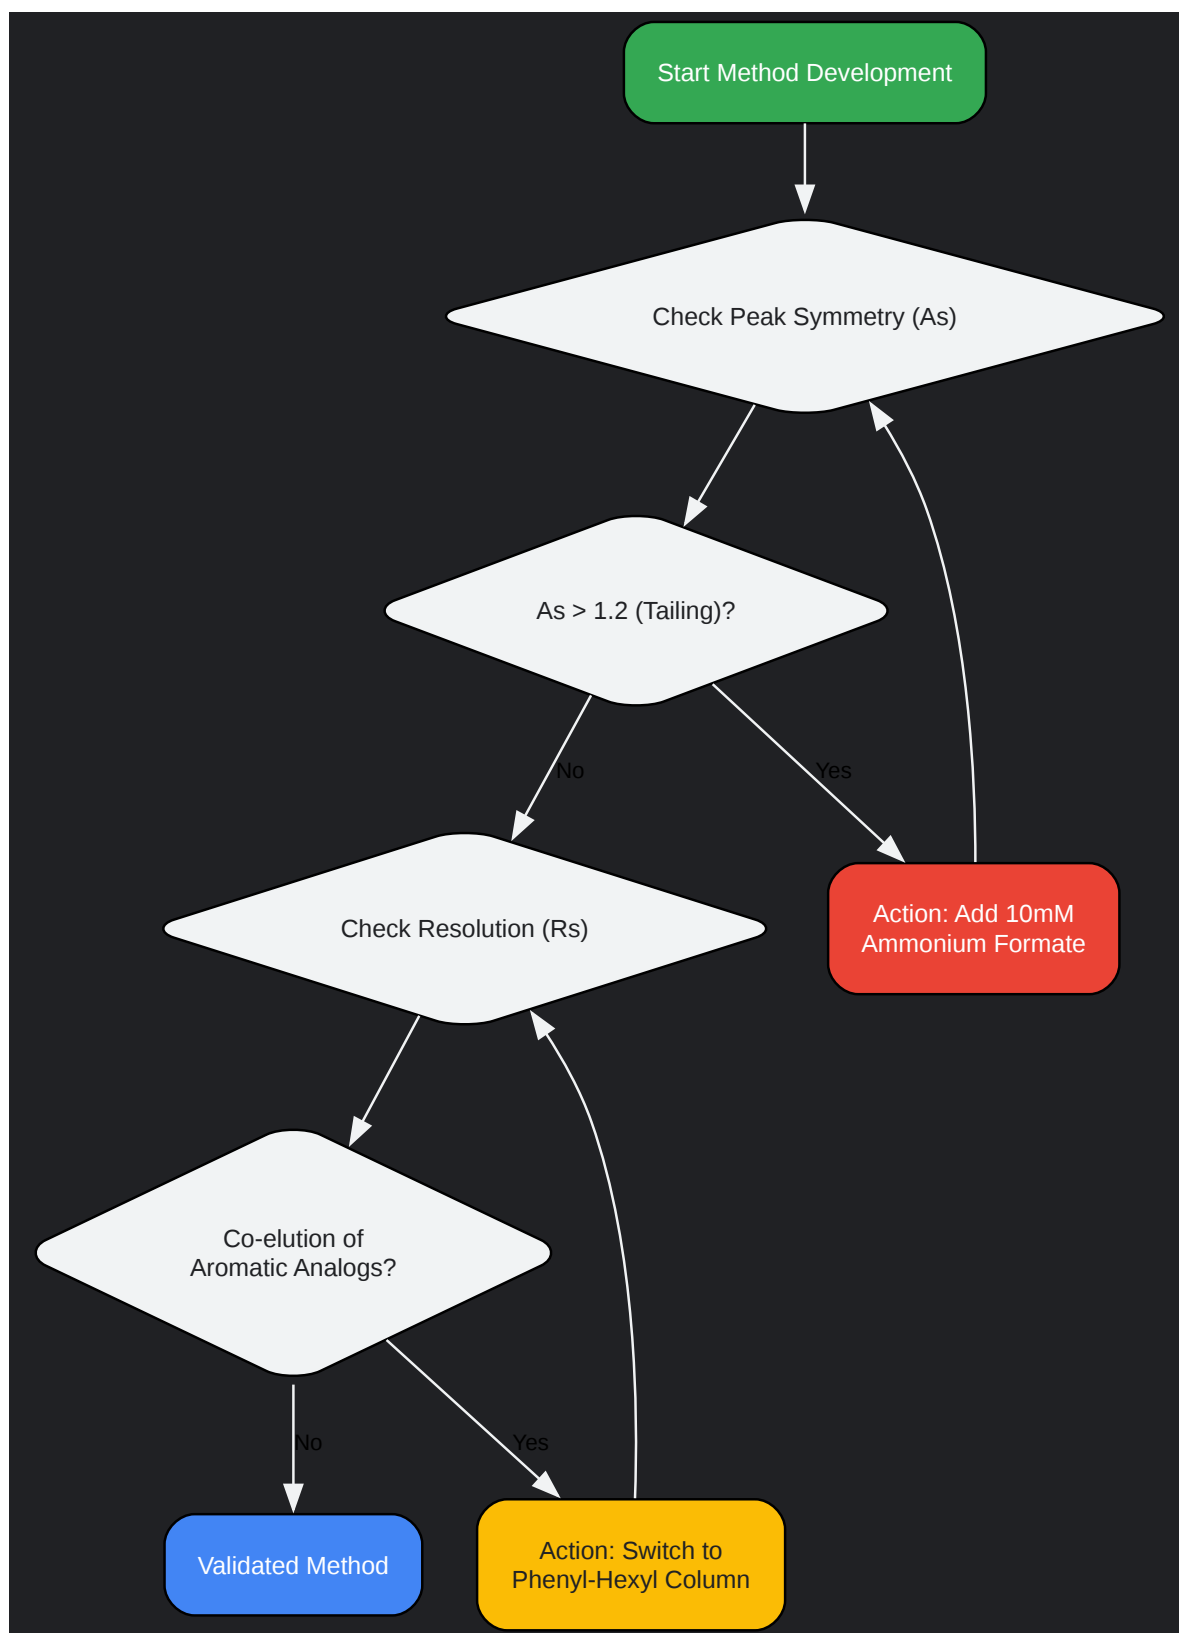 Start Method Development
Check Peak Symmetry (As)
As > 1.2 (Tailing)?
No
Yes
Action: Add 10mM
Ammonium Formate
Check Resolution (Rs)
Co-elution of
Aromatic Analogs?
No
Yes
Validated Method
Action: Switch to
Phenyl-Hexyl Column